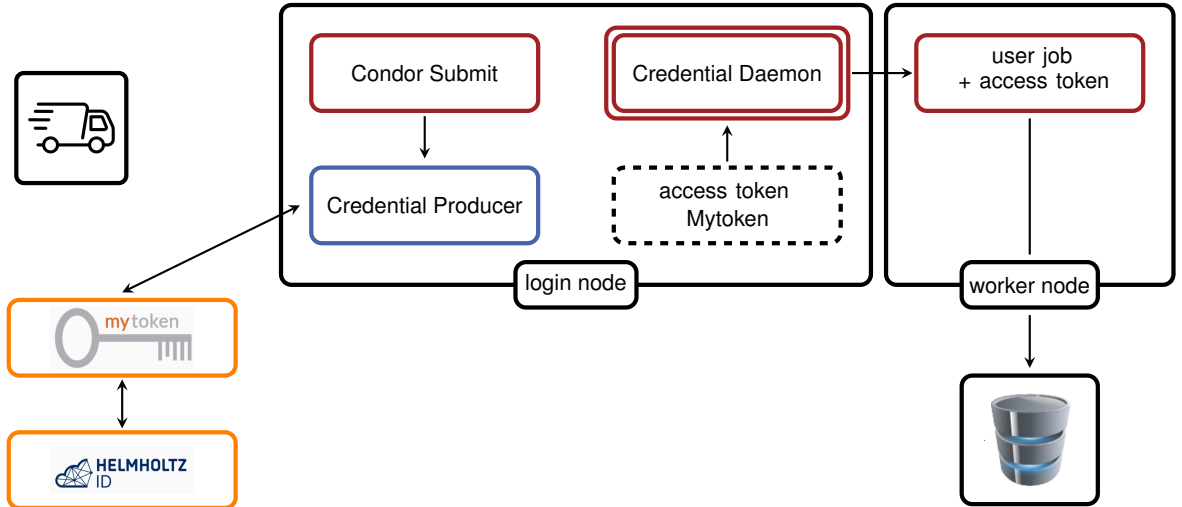 Condor Submit
Credential Daemon
user job
+ access token
Credential Producer
access token
Mytoken
login node
worker node
mytoken
HELMHOLTZ
ID